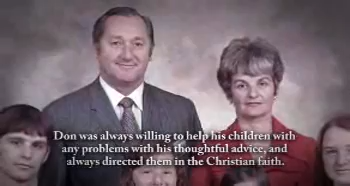 Don was always willing to help his children with
any problems with his thoughtful advice, and
always directed them in the Christian faith.